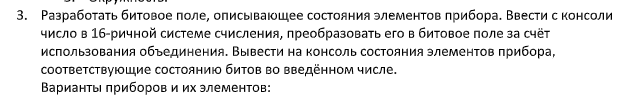 3. Разработать битовое поле, описывающее состояния элементов прибора. Ввести с консоли
число в 16-ричной системе счисления, преобразовать его в битовое поле за счёт
использования объединения. Вывести на консоль состояния элементов прибора,
соответствующие состоянию битов во введённом числе.
Варианты приборов и их элементов: